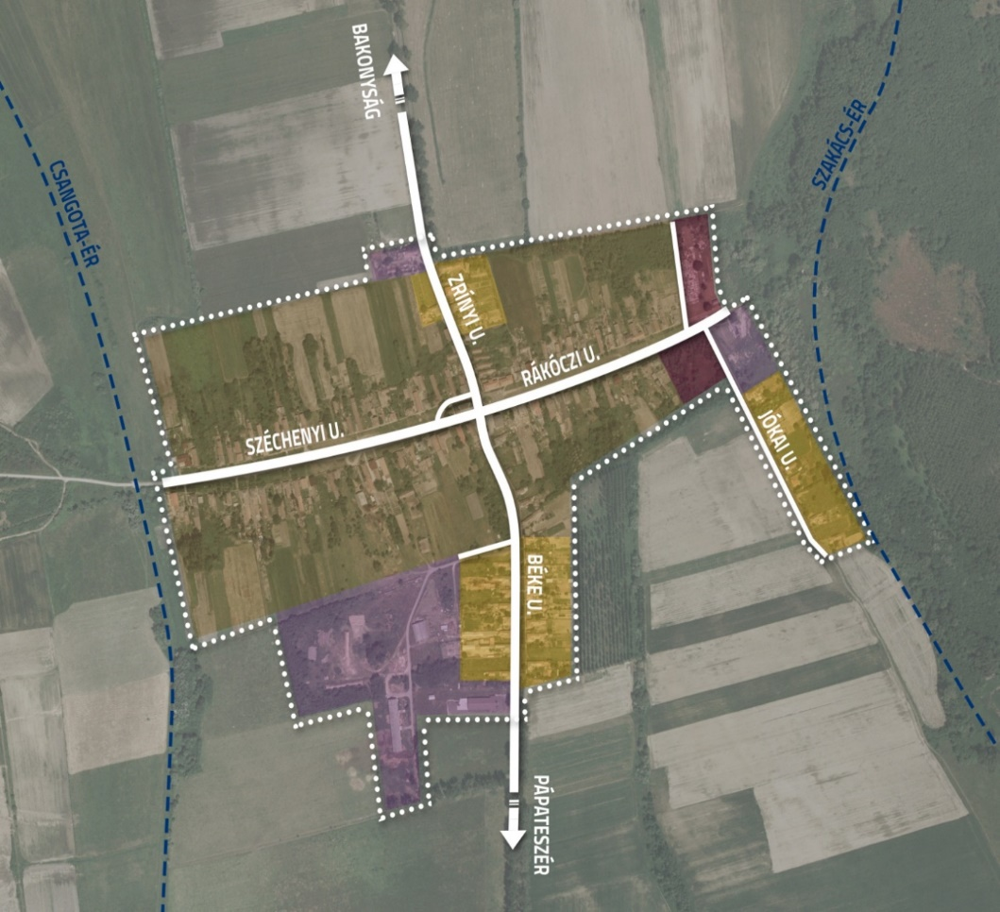 BAKONYSÁG
SZAKÁCS-ÉR
CSANGOTA-ÉR
ZRÍNYI U.
RÁKÓCZI U.
SZÉCHENYI U.
JÓKAI U.
BÉKE U.
PÁPATESZÉR